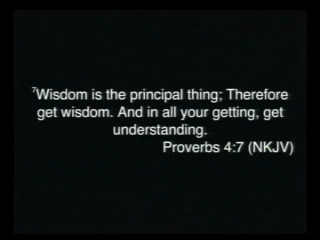 ⁷Wisdom is the principal thing; Therefore
get wisdom. And in all your getting, get
understanding.
Proverbs 4:7 (NKJV)